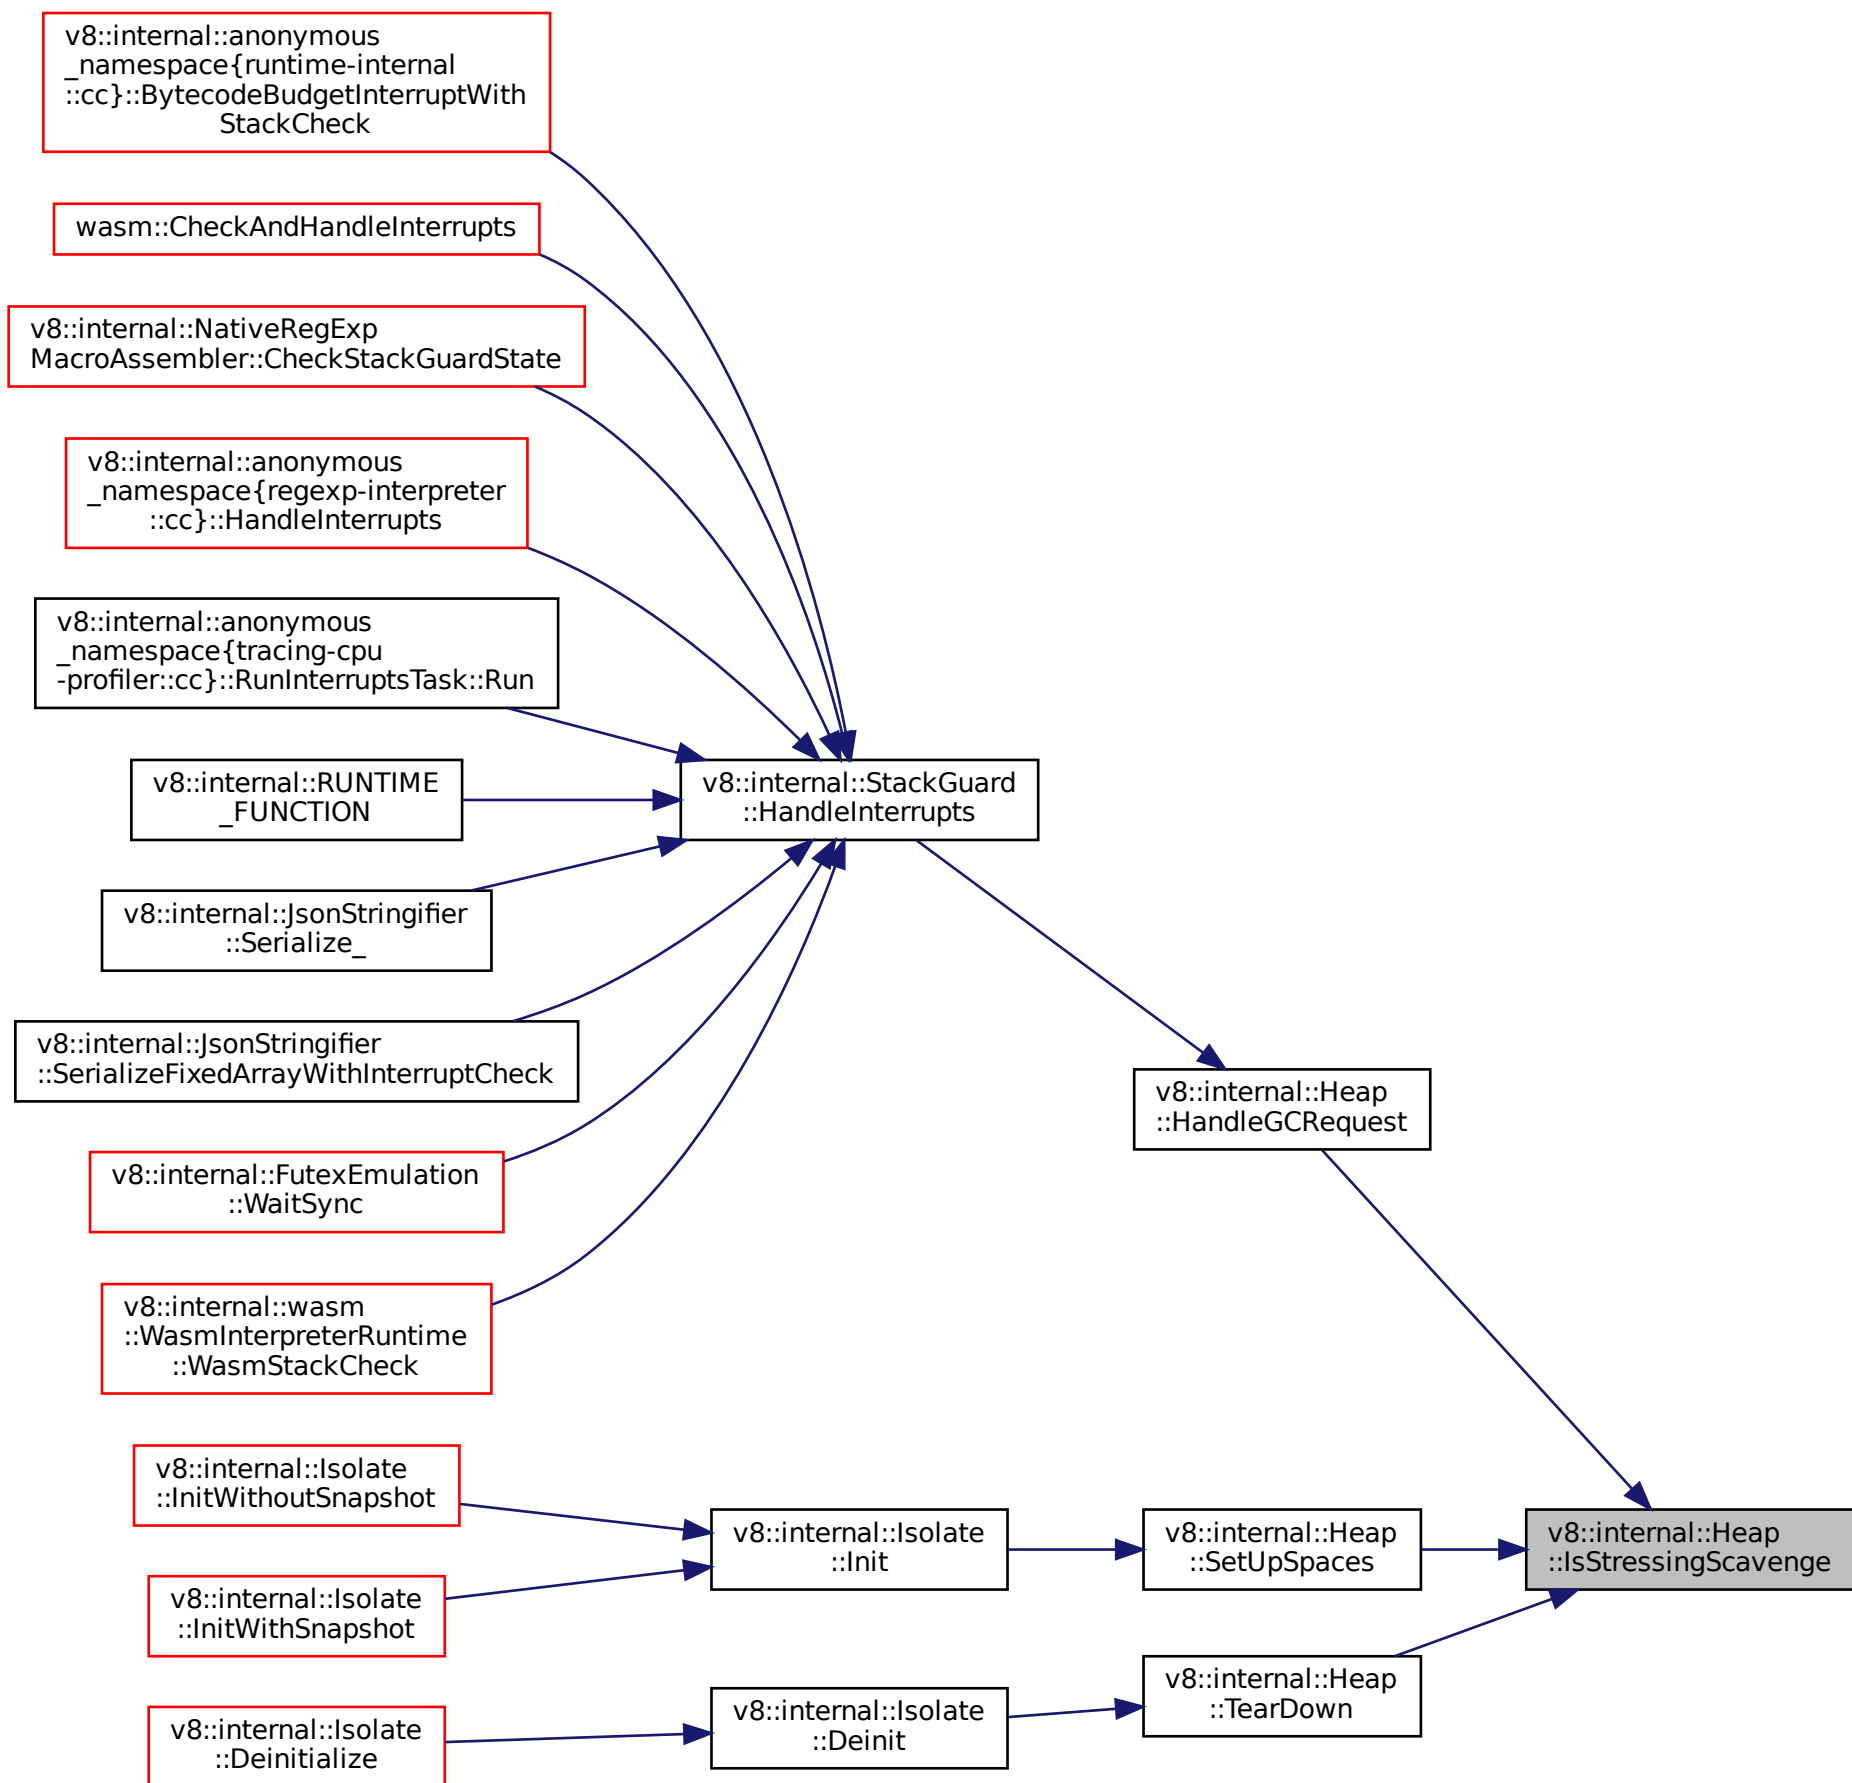 v8::internal::anonymous
_namespace{runtime-internal
::cc}::BytecodeBudgetInterruptWith
StackCheck
wasm::CheckAndHandleInterrupts
v8::internal::NativeRegExp
MacroAssembler::CheckStackGuardState
v8::internal::anonymous
_namespace{regexp-interpreter
::cc}::HandleInterrupts
v8::internal::anonymous
_namespace{tracing-cpu
-profiler::cc}::RunInterruptsTask::Run
v8::internal::RUNTIME
_FUNCTION
v8::internal::StackGuard
::HandleInterrupts
v8::internal::JsonStringifier
::Serialize_
v8::internal::JsonStringifier
::SerializeFixedArrayWithInterruptCheck
v8::internal::Heap
::HandleGCRequest
v8::internal::FutexEmulation
::WaitSync
v8::internal::wasm
::WasmInterpreterRuntime
::WasmStackCheck
v8::internal::Isolate
::InitWithoutSnapshot
v8::internal::Isolate
::Init
v8::internal::Heap
::SetUpSpaces
v8::internal::Heap
::IsStressingScavenge
v8::internal::Isolate
::InitWithSnapshot
v8::internal::Heap
::TearDown
v8::internal::Isolate
::Deinit
v8::internal::Isolate
::Deinitialize